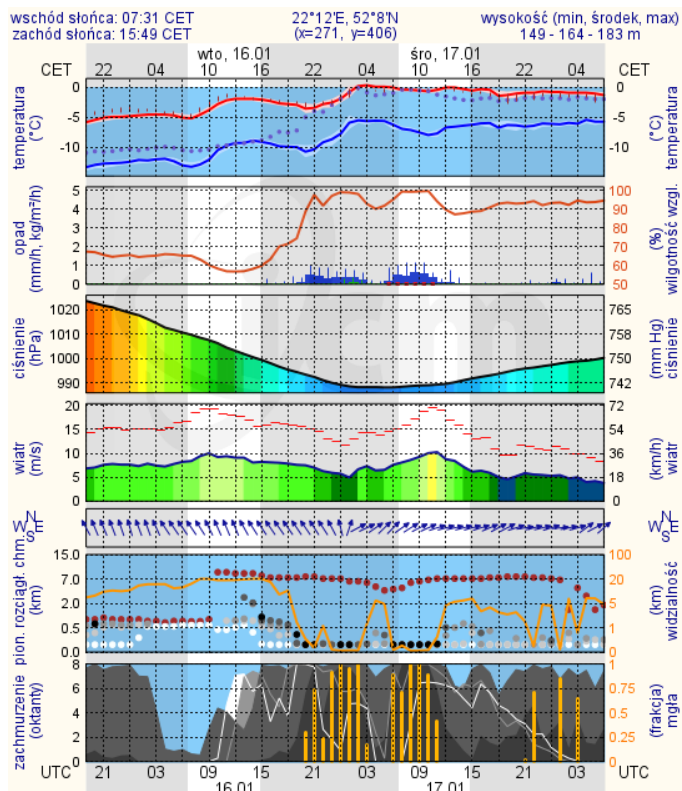 wschód słońca: 07:31 CET
zachód słońca: 15:49 CET
22°12'E, 52°8'N
(x=271, y=406)
wysokość (min, środek, max)
149 - 164 - 183 m
wto, 16.01
śro, 17.01
CET
22
04
10
16
22
04
10
16
22
04
CET
temperatura
(°C)
0
-5
-10
0
-5
-10
temperatura
(°C)
opad
(mm/h, kg/m²/h)
5
4
3
2
1
0
100
90
80
70
60
50
(%)
wilgotność wzgl.
ciśnienie
(hPa)
1020
1010
1000
990
765
758
750
742
(mm Hg)
ciśnienie
wiatr
(m/s)
20
15
10
5
0
72
54
36
18
0
(km/h)
wiatr
N
W E
S
N
W E
S
pion. rozciągł. chm.
(km)
15.0
7.0
2.0
0.5
0.0
100
20
5
1
0
(km)
widzialność
zachmurzenie
(oktanty)
8
6
4
2
0
1
0.75
0.5
0.25
0
(frakcja)
mgła
UTC
21
03
09
15
21
03
09
15
21
03
UTC
16.01
17.01